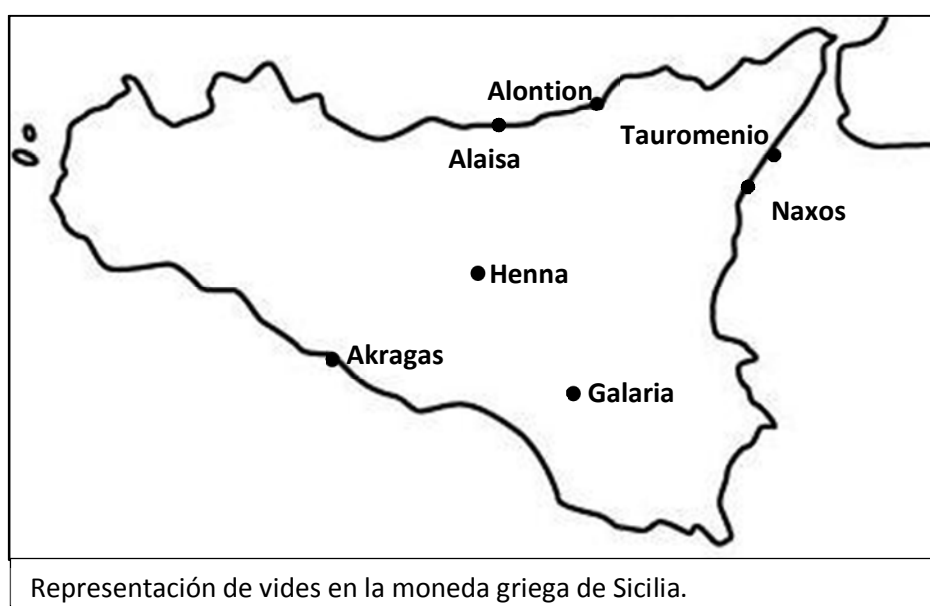 Alontion
Alaisa
Tauromenio
Naxos
Henna
Akragas
Galaria
Representación de vides en la moneda griega de Sicilia.